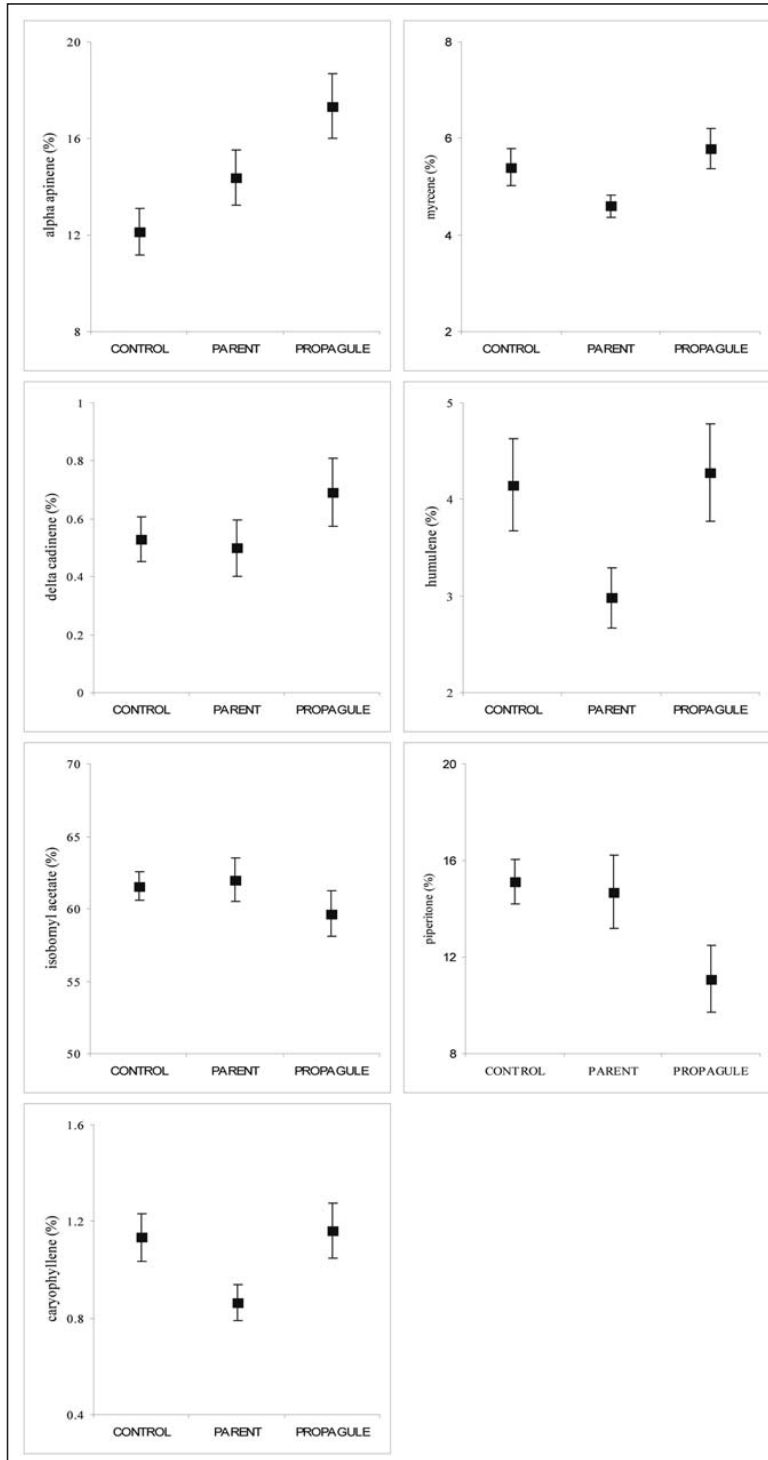 20
16
12
8
alpha apinene (%)
CONTROL PARENT PROPAGULE
8
6
4
2
myrcene (%)
CONTROL PARENT PROPAGULE
1
0.8
0.6
0.4
0.2
0
delta cadinene (%)
CONTROL PARENT PROPAGULE
5
4
3
2
humulene (%)
CONTROL PARENT PROPAGULE
70
65
60
55
50
isobomyl acetate (%)
CONTROL PARENT PROPAGULE
20
16
12
8
piperitone (%)
CONTROL PARENT PROPAGULE
1.6
1.2
0.8
0.4
caryophyllene (%)
CONTROL PARENT PROPAGULE